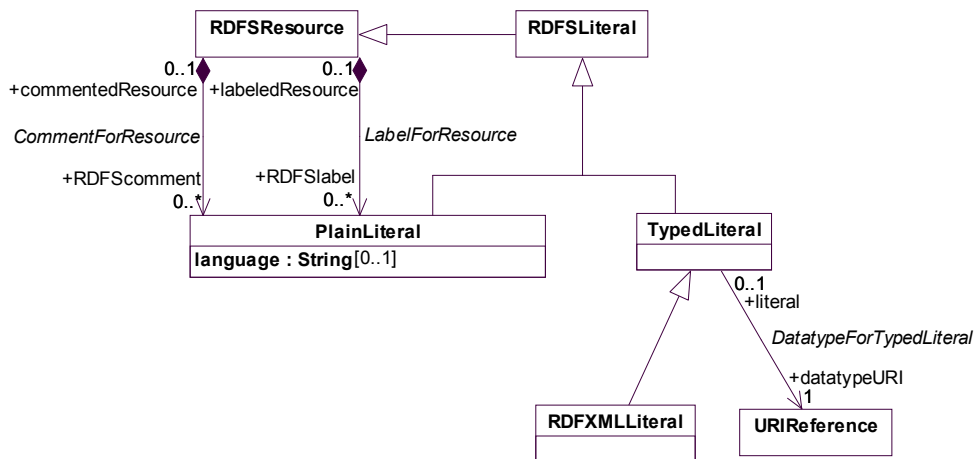 RDFSResource
RDFSLiteral
0..1
0..1
+commentedResource
+labeledResource
CommentForResource
LabelForResource
+RDFScomment
+RDFSlabel
0..*
0..*
PlainLiteral
language : String[0..1]
TypedLiteral
0..1
+literal
DatatypeForTypedLiteral
+datatypeURI
1
RDFXMLLiteral
URIReference